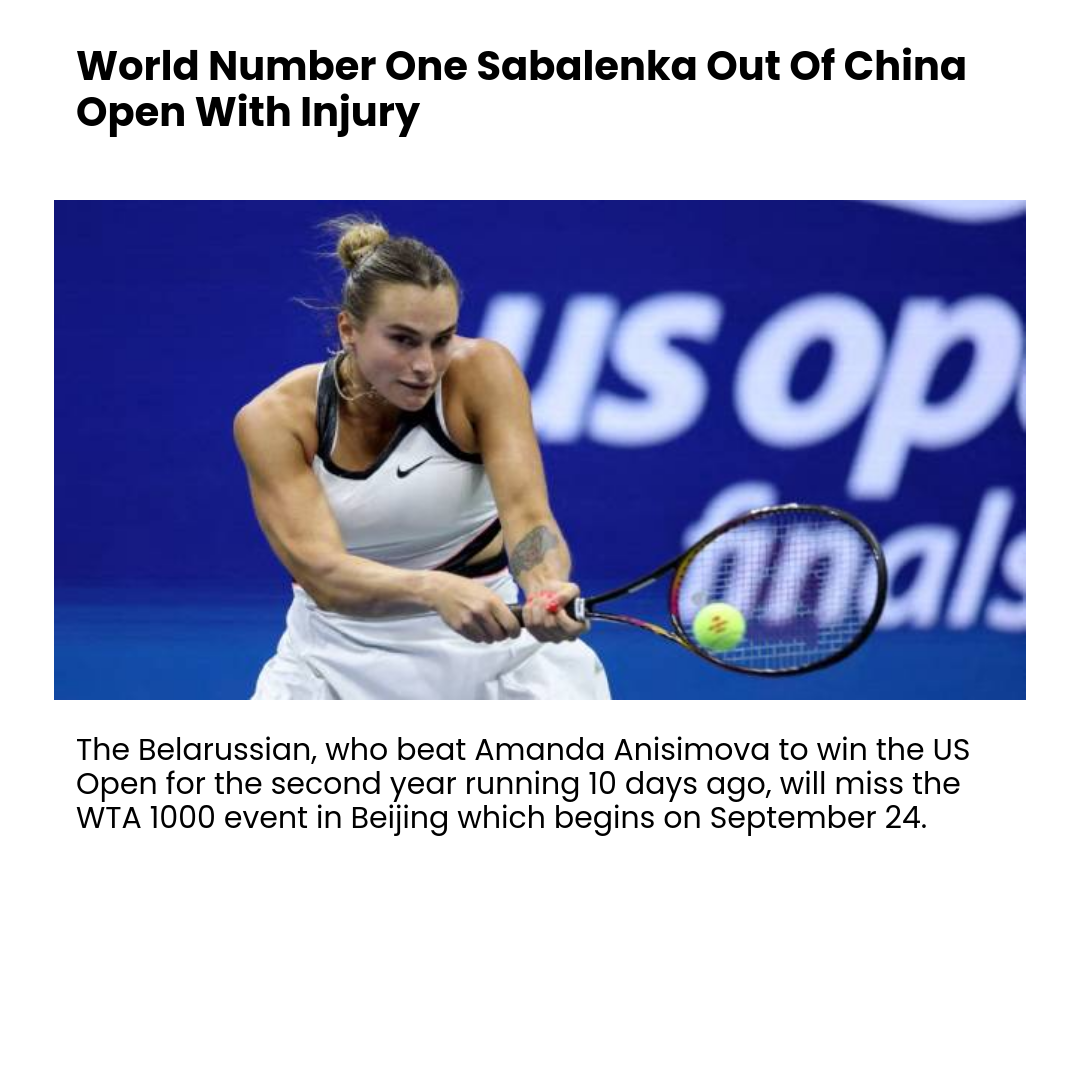 World Number One Sabalenka Out Of China
Open With Injury
us op
finals
The Belarussian, who beat Amanda Anisimova to win the US
Open for the second year running 10 days ago, will miss the
WTA 1000 event in Beijing which begins on September 24.